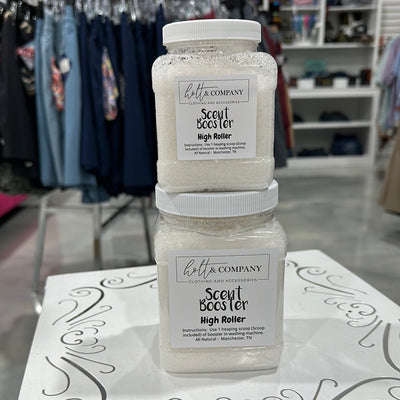 holt & COMPANY
CLOTHING AND ACCESSORIES
Scent
Booster
High Roller
Instructions: Use 1 heaping scoop (Scoop
included) of booster in washing machine.
All Natural - Manchester, TN
holt & COMPANY
CLOTHING AND ACCESSORIES
Scent
Booster
High Roller
Instructions: Use 1 heaping scoop (Scoop
included) of booster in washing machine.
All Natural - Manchester, TN